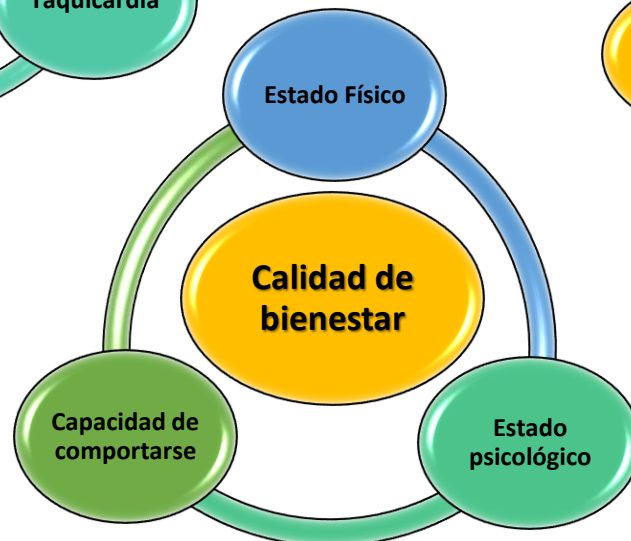 Taquicardia
Estado Físico
Calidad de
bienestar
Capacidad de
comportarse
Estado
psicológico